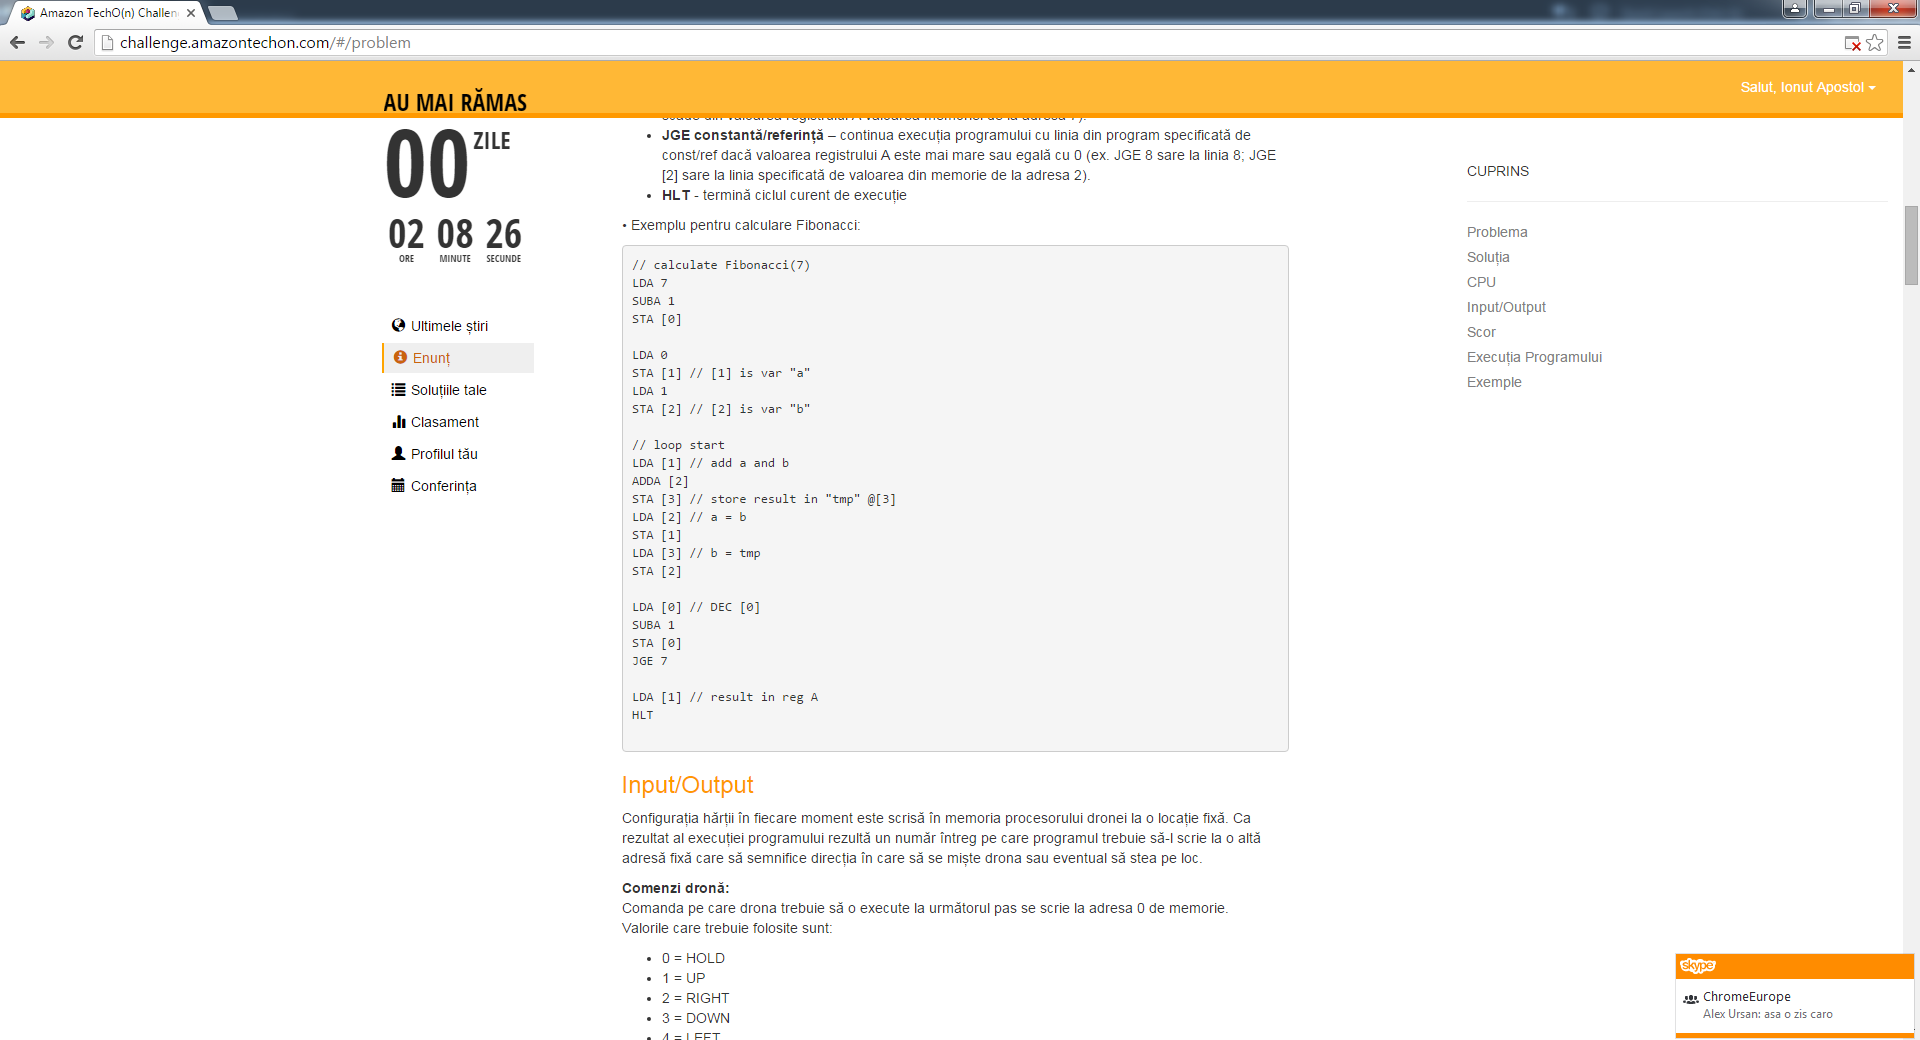 Amazon TechO(n) Challen
challenge.amazontechon.com/#/problem
Salut, Ionut Apostol
AU MAI RĂMAS
00 ZILE
02 08 26
ORE MINUTE SECUNDE
Ultimele știri
Enunț
Soluțiile tale
Clasament
Profilul tău
Conferința
scade din valoarea registrului A valoarea memoriei de la adresa 7).
• JGE constantă/referință – continua execuția programului cu linia din program specificată de
const/ref dacă valoarea registrului A este mai mare sau egală cu 0 (ex. JGE 8 sare la linia 8; JGE
[2] sare la linia specificată de valoarea din memorie de la adresa 2).
• HLT - termină ciclul curent de execuție
• Exemplu pentru calculare Fibonacci:
// calculate Fibonacci(7)
LDA 7
SUBA 1
STA [0]
LDA 0
STA [1] // [1] is var "a"
LDA 1
STA [2] // [2] is var "b"
// loop start
LDA [1] // add a and b
ADDA [2]
STA [3] // store result in "tmp" @[3]
LDA [2] // a = b
STA [1]
LDA [3] // b = tmp
STA [2]
LDA [0] // DEC [0]
SUBA 1
STA [0]
JGE 7
LDA [1] // result in reg A
HLT
Input/Output
Configurația hărții în fiecare moment este scrisă în memoria procesorului dronei la o locație fixă. Ca
rezultat al execuției programului rezultă un număr întreg pe care programul trebuie să-l scrie la o altă
adresă fixă care să semnifice direcția în care să se miște drona sau eventual să stea pe loc.
Comenzi dronă:
Comanda pe care drona trebuie să o execute la următorul pas se scrie la adresa 0 de memorie.
Valorile care trebuie folosite sunt:
• 0 = HOLD
• 1 = UP
• 2 = RIGHT
• 3 = DOWN
• 4 = LEFT
CUPRINS
Problema
Soluția
CPU
Input/Output
Scor
Execuția Programului
Exemple
skype
ChromeEurope
Alex Ursan: asa o zis caro